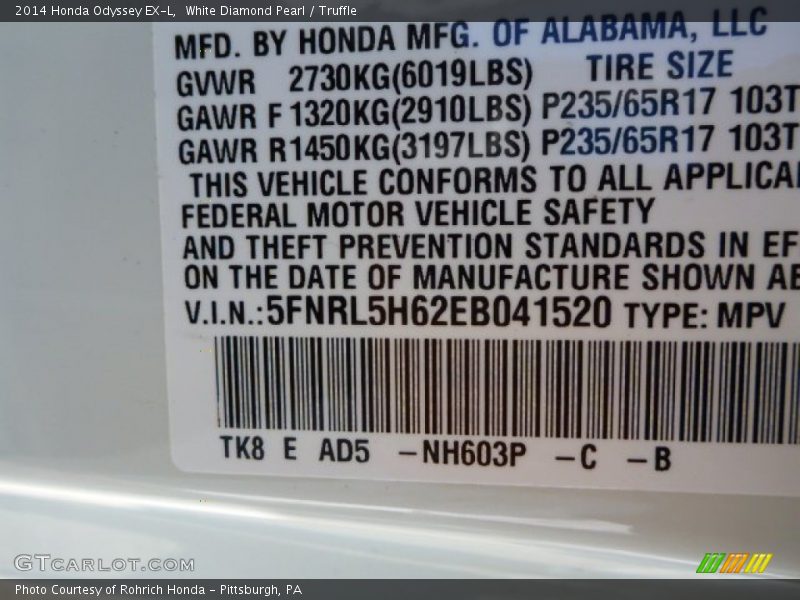 2014 Honda Odyssey EX-L,  White Diamond Pearl / Truffle
MFD. BY HONDA MFG. OF ALABAMA, LLC
GVWR 2730KG(6019LBS) TIRE SIZE
GAWR F 1320KG(2910LBS) P235/65R17 103T
GAWR R1450KG(3197LBS) P235/65R17 103T
THIS VEHICLE CONFORMS TO ALL APPLICA
FEDERAL MOTOR VEHICLE SAFETY
AND THEFT PREVENTION STANDARDS IN EF
ON THE DATE OF MANUFACTURE SHOWN AB
V.I.N.:5FNRL5H62EB041520 TYPE: MPV
TK8 E AD5 -NH603P -C -B
GTCARLOT.COM
Photo Courtesy of Rohrich Honda - Pittsburgh, PA